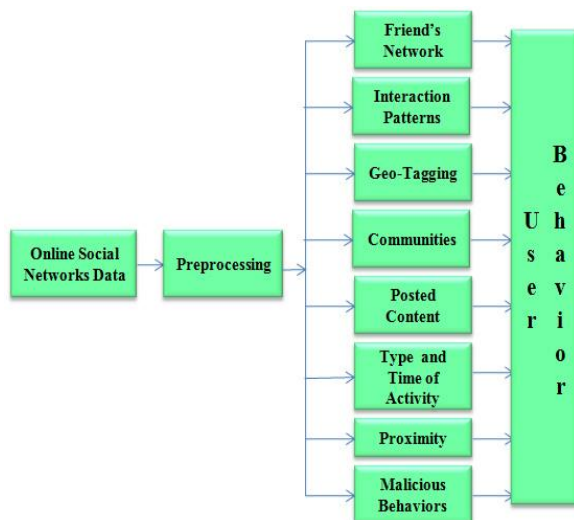 Friend's
Network
Interaction
Patterns
Geo-Tagging
Communities
Online Social
Networks Data
Preprocessing
Posted
Content
Type and
Time of
Activity
Proximity
Malicious
Behaviors
User
Behavior